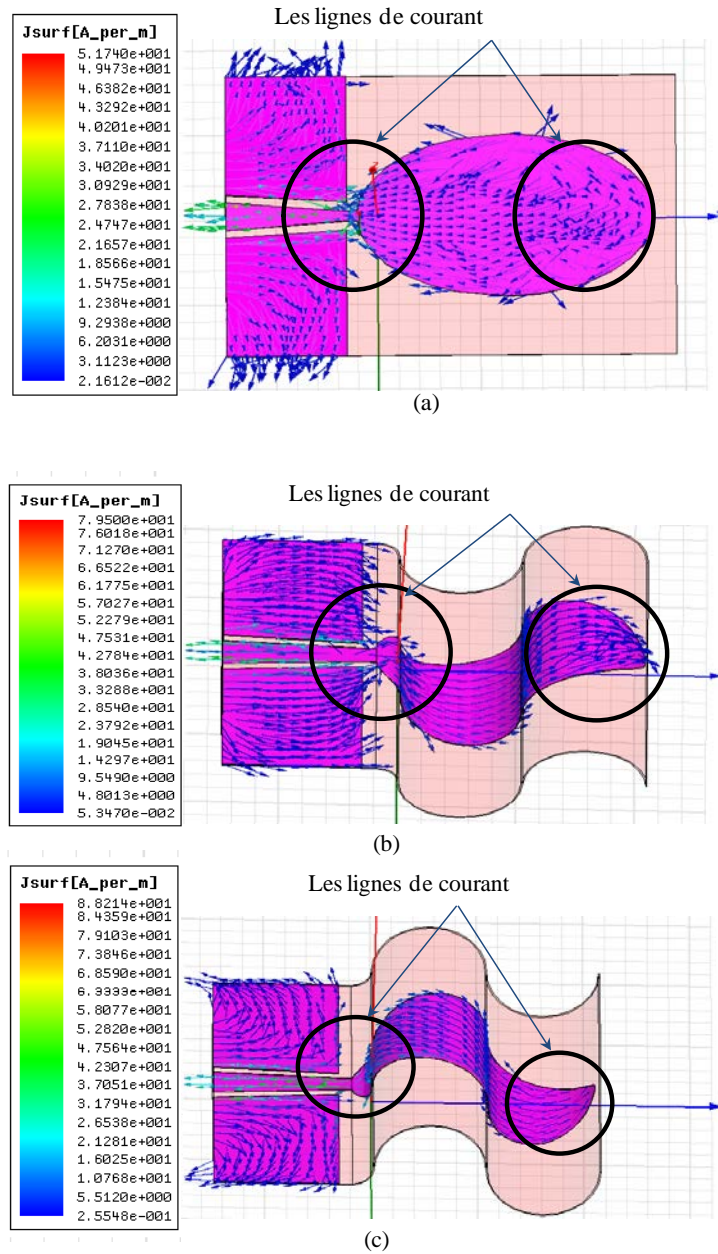 Les lignes de courant
Jsurf[A_per_m]
5.1740e+001
4.9473e+001
4.6382e+001
4.3292e+001
4.0201e+001
3.7110e+001
3.4020e+001
3.0929e+001
2.7838e+001
2.4747e+001
2.1657e+001
1.8566e+001
1.5475e+001
1.2384e+001
9.2938e+000
6.2031e+000
3.1123e+000
2.1612e-002
(a)
Les lignes de courant
Jsurf[A_per_m]
7.9500e+001
7.6018e+001
7.1270e+001
6.6522e+001
6.1775e+001
5.7027e+001
5.2279e+001
4.7531e+001
4.2784e+001
3.8036e+001
3.3288e+001
2.8540e+001
2.3792e+001
1.9045e+001
1.4297e+001
9.5490e+000
4.8013e+000
5.3470e-002
(b)
Les lignes de courant
Jsurf[A_per_m]
8.8214e+001
8.4359e+001
7.9103e+001
7.3846e+001
6.8590e+001
6.3333e+001
5.8077e+001
5.2820e+001
4.7564e+001
4.2307e+001
3.7051e+001
3.1794e+001
2.6538e+001
2.1281e+001
1.6025e+001
1.0768e+001
5.5120e+000
2.5548e-001
(c)